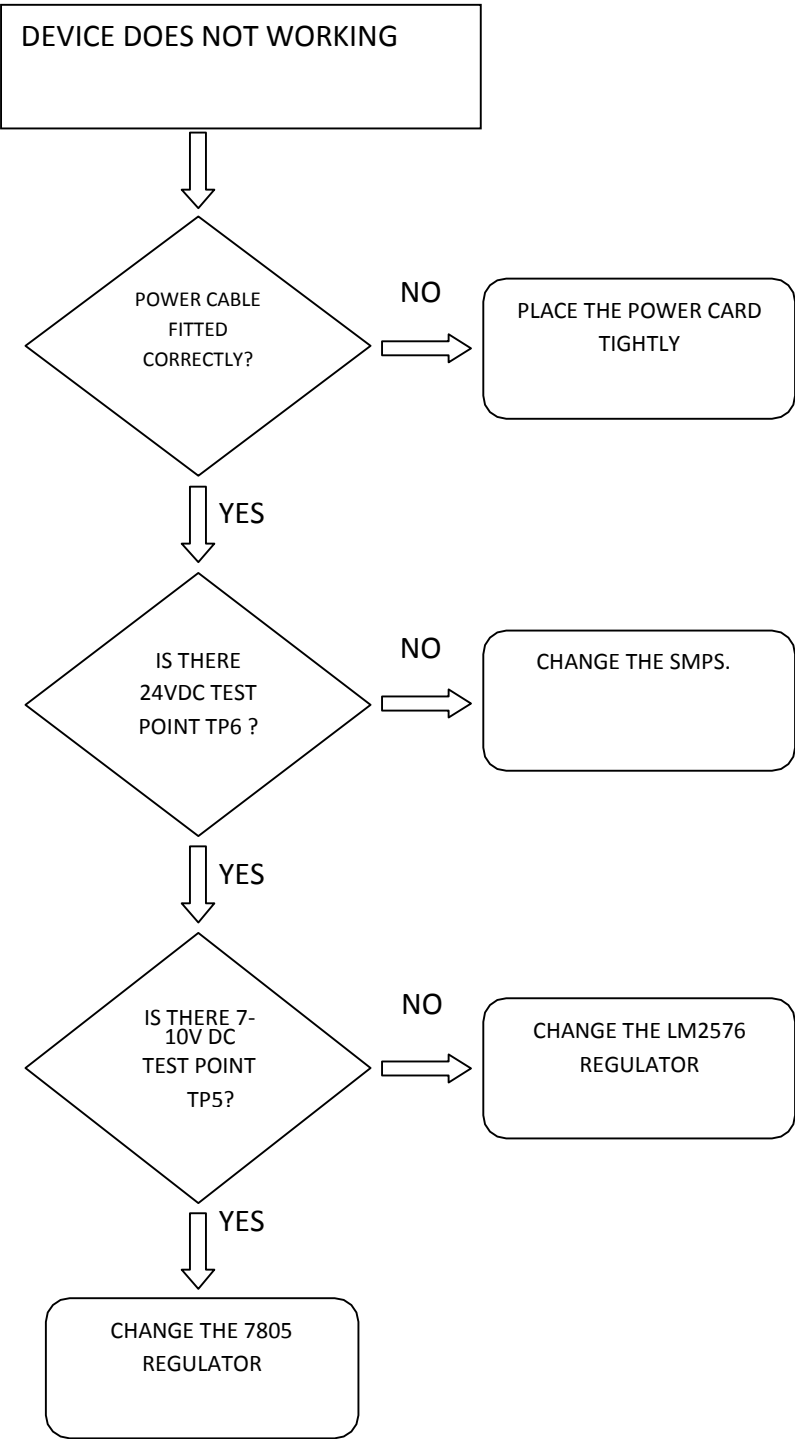 DEVICE DOES NOT WORKING
POWER CABLE
FITTED
CORRECTLY?
NO
PLACE THE POWER CARD
TIGHTLY
YES
IS THERE
24VDC TEST
POINT TP6 ?
NO
CHANGE THE SMPS.
YES
IS THERE 7-
10V DC
TEST POINT
TP5?
NO
CHANGE THE LM2576
REGULATOR
YES
CHANGE THE 7805
REGULATOR